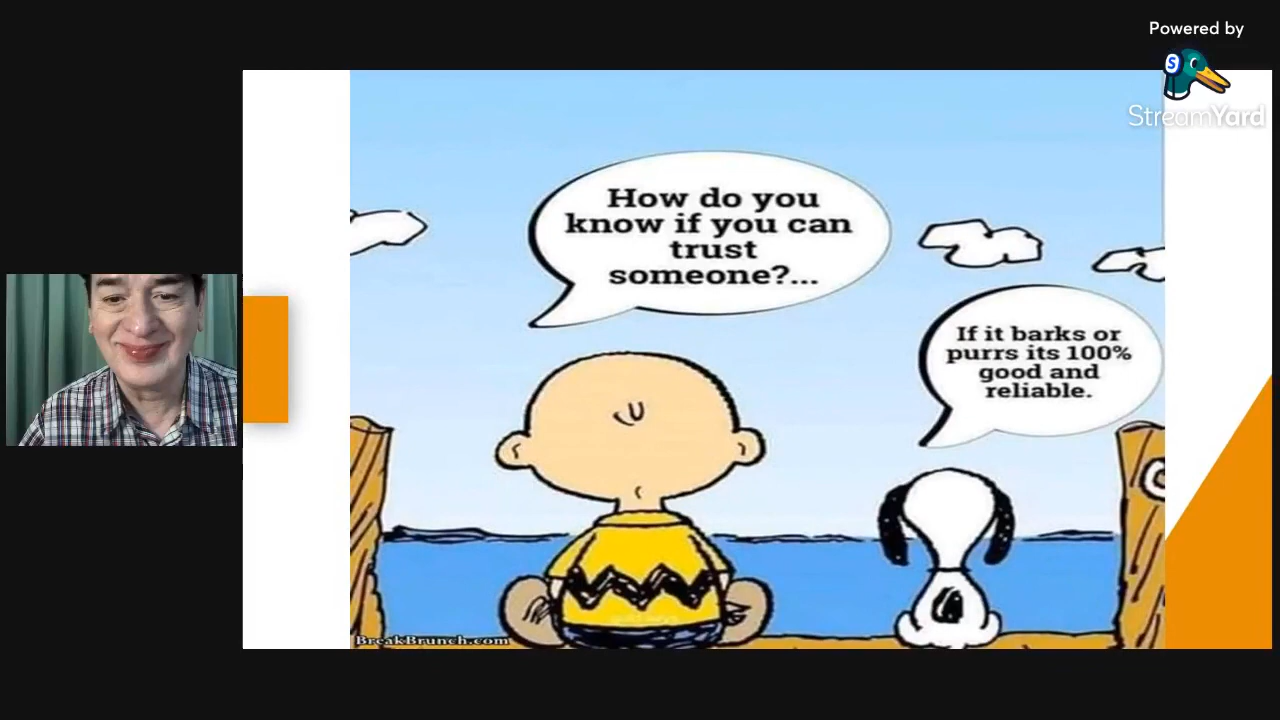 Powered by
StreamYard
How do you
know if you can
trust
someone?...
If it barks or
purrs its 100%
good and
reliable.
BreakBrunch.com